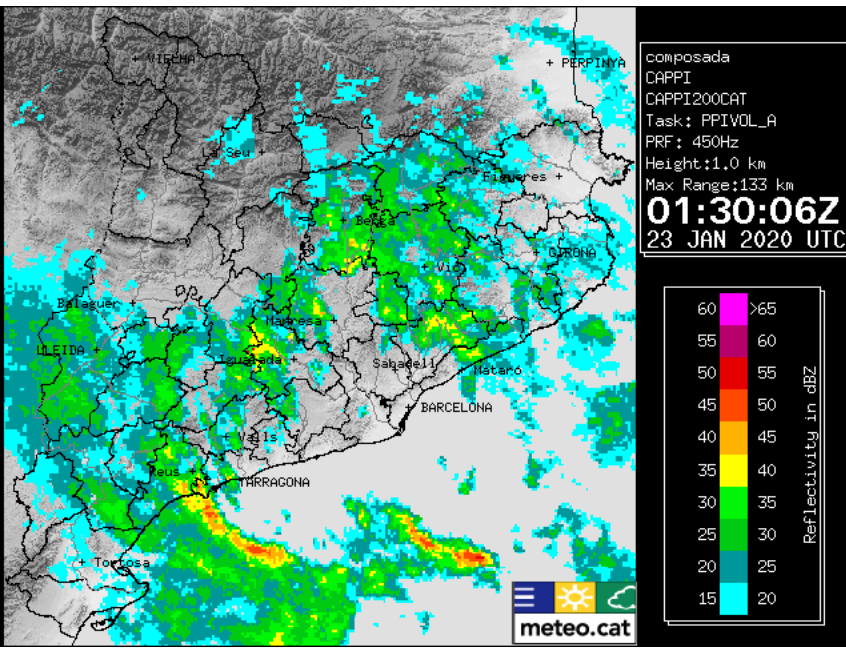 + VIELHA
+ PERPINYA
Seu +
Figueres +
+ Berga
+ GIRONA
+ Vic
Balaguer +
Manresa +
LLEIDA +
Igualada +
Sabadell
+ Mataró
+ BARCELONA
+ Valls
Reus +
TARRAGONA
+ Tortosa
meteo.cat
composada
CAPPI
CAPPI200CAT
Task: PPIVOL_A
PRF: 450Hz
Height:1.0 km
Max Range:133 km
01:30:06Z
23 JAN 2020 UTC
60 >65
55 60
50 55
45 50
40 45
35 40
30 35
25 30
20 25
15 20
Reflectivity in dBZ